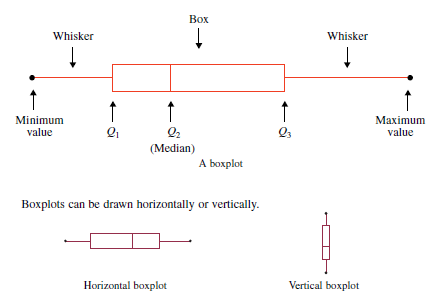 Box
Whisker Whisker
Minimum value Q1 Q2 (Median) Q3 Maximum value
A boxplot
Boxplots can be drawn horizontally or vertically.
Horizontal boxplot Vertical boxplot